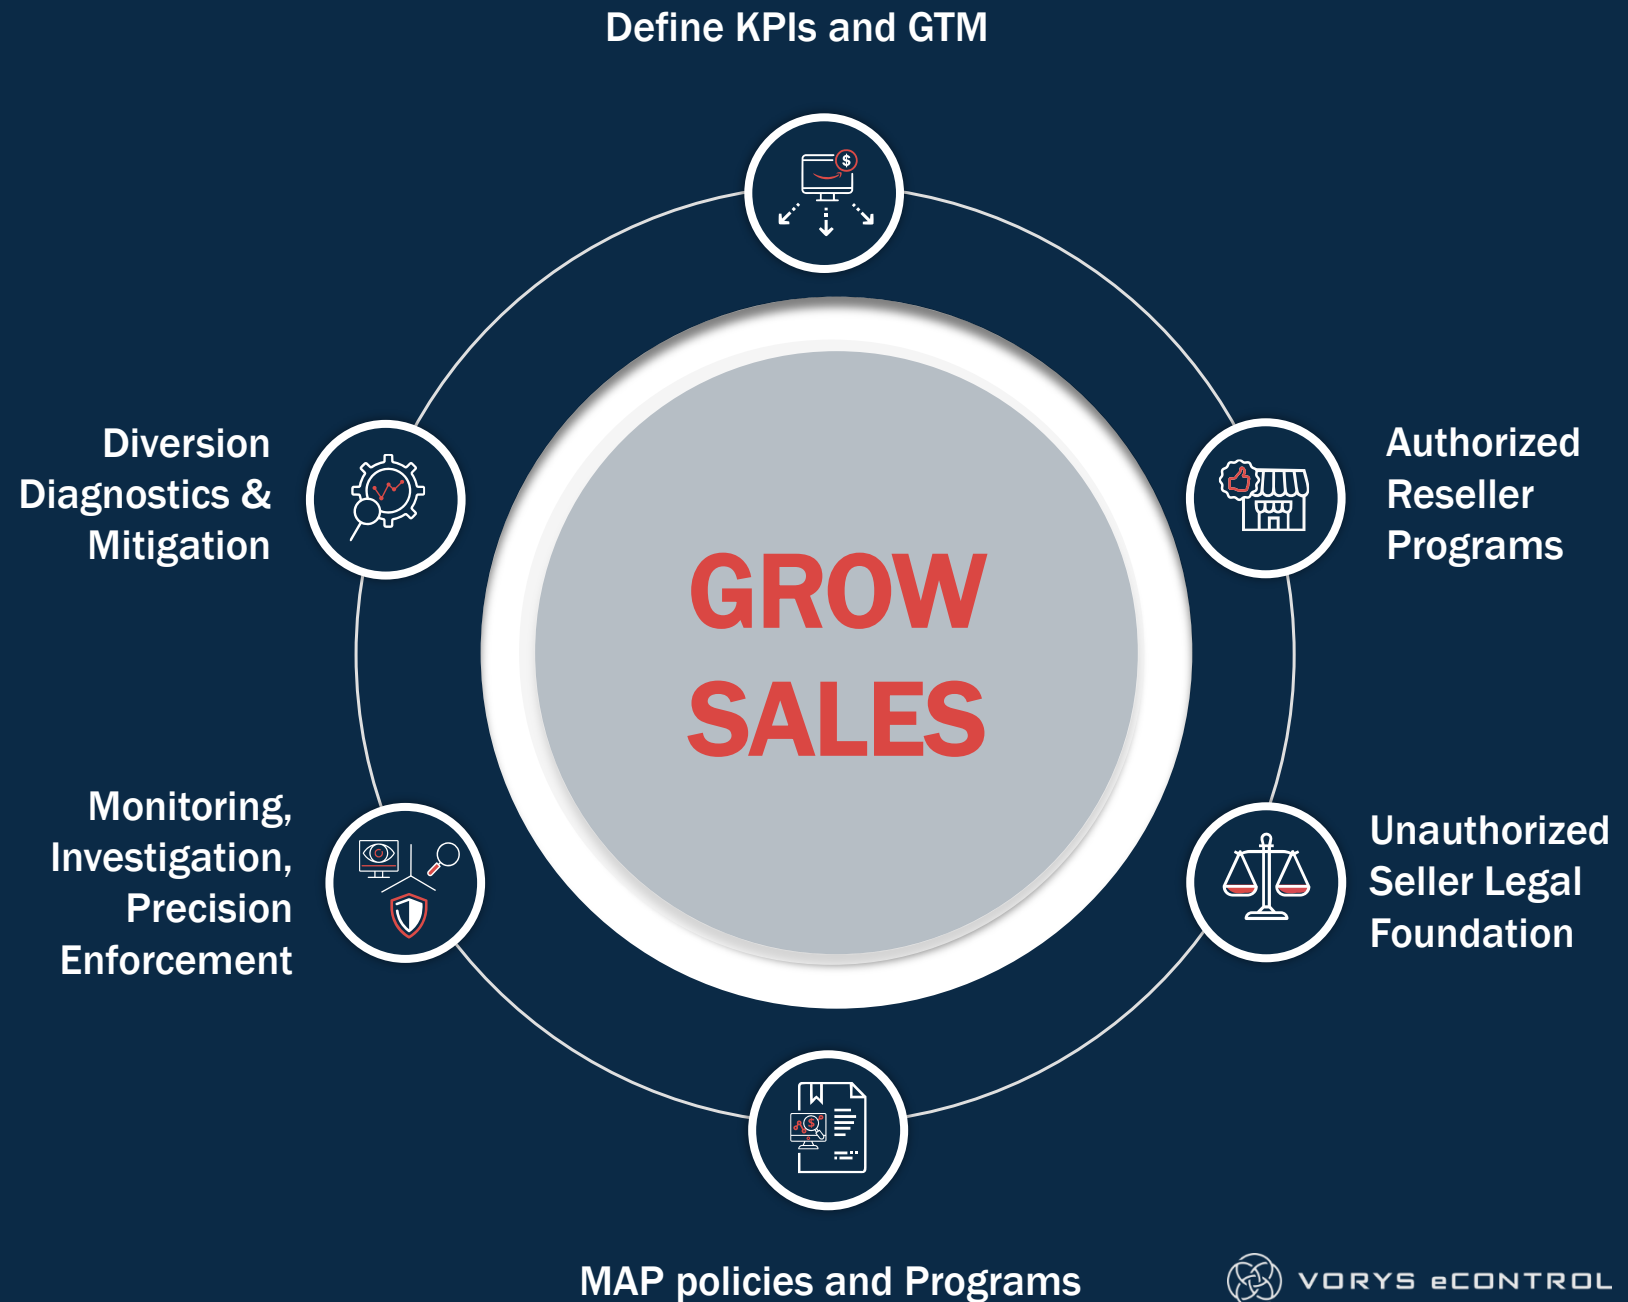 Define KPIs and GTM
$
Diversion
Diagnostics &
Mitigation
Authorized
Reseller
Programs
GROW
SALES
Monitoring,
Investigation,
Precision
Enforcement
Unauthorized
Seller Legal
Foundation
$
MAP policies and Programs
VORYS eCONTROL